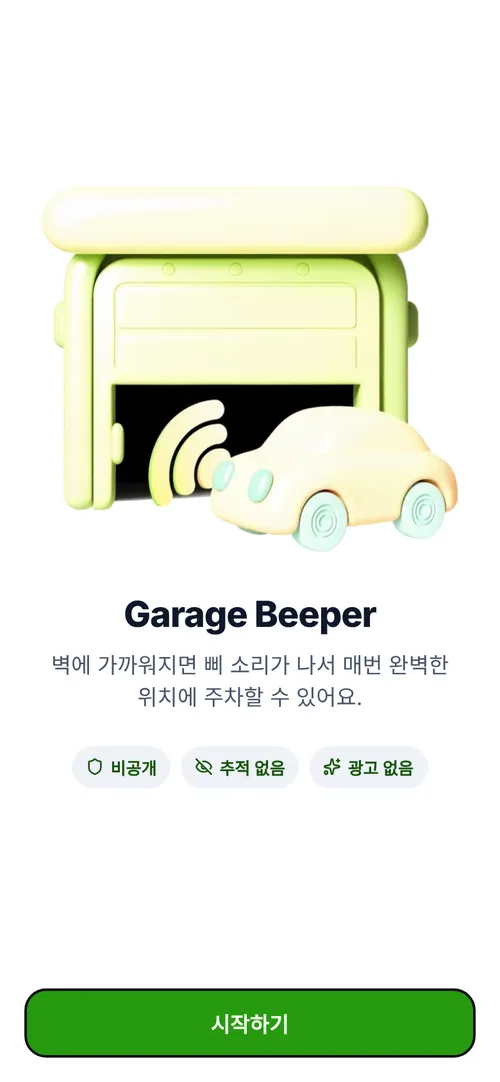 Garage Beeper
벽에 가까워지면 삐 소리가 나서 매번 완벽한
위치에 주차할 수 있어요.
비공개 추적 없음 광고 없음
시작하기